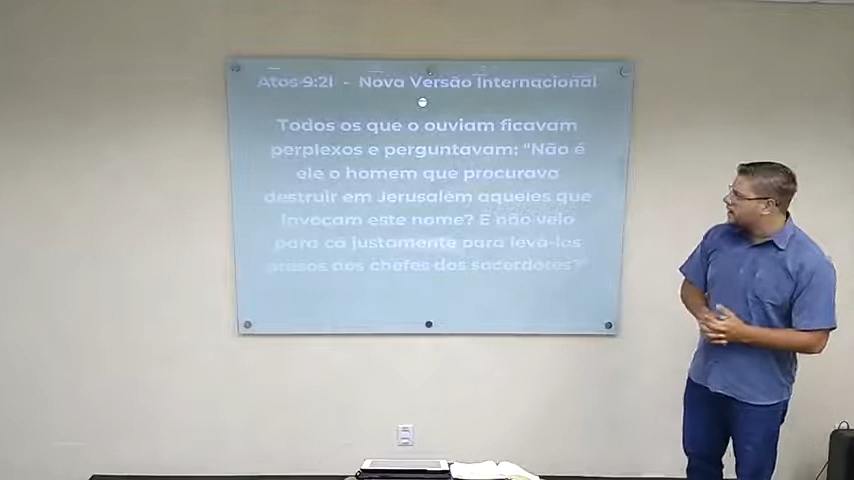 Atos 9:21 - Nova Versão Internacional
Todos os que o ouviam ficavam
perplexos e perguntavam: "Não é
ele o homem que procurava
destruir em Jerusalém aqueles que
invocam este nome? E não veio
para cá justamente para levá-los
presos aos chefes dos sacerdotes?"